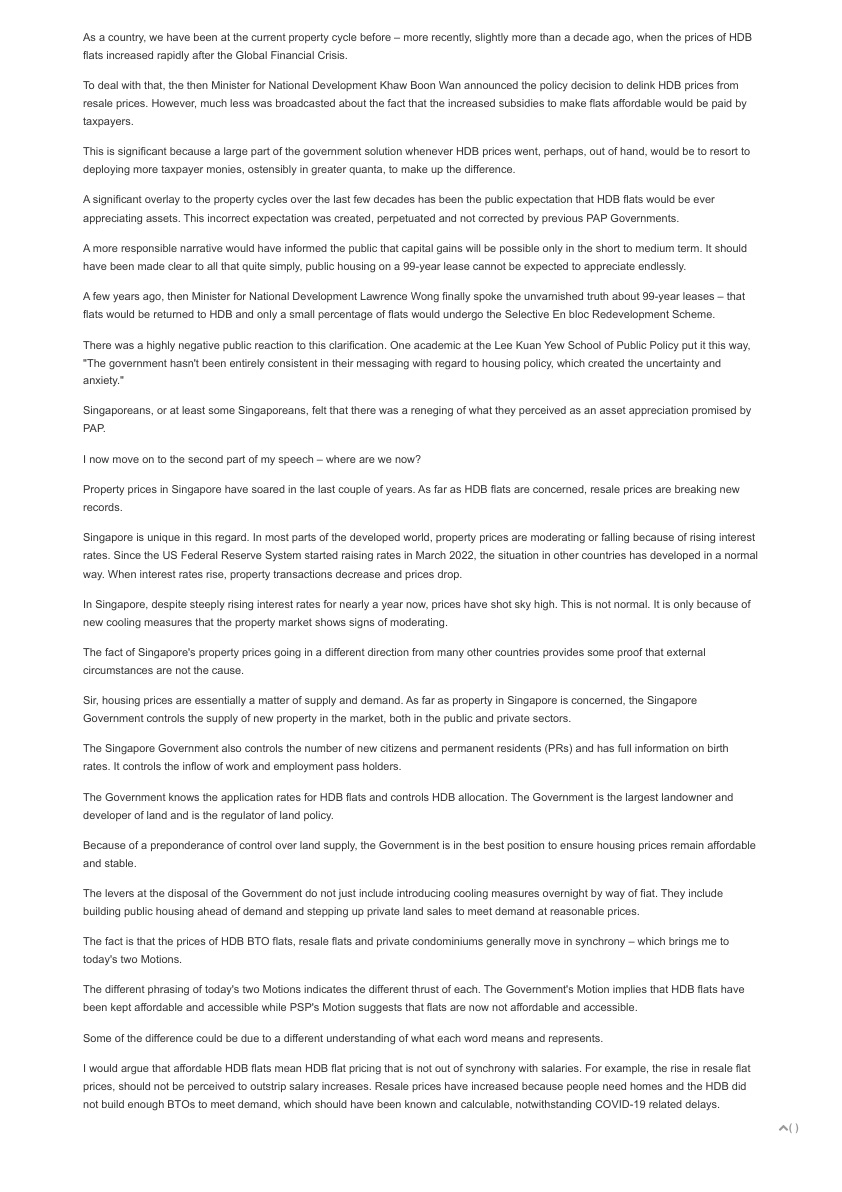 As a country, we have been at the current property cycle before – more recently, slightly more than a decade ago, when the prices of HDB
flats increased rapidly after the Global Financial Crisis.
To deal with that, the then Minister for National Development Khaw Boon Wan announced the policy decision to delink HDB prices from
resale prices. However, much less was broadcasted about the fact that the increased subsidies to make flats affordable would be paid by
taxpayers.
This is significant because a large part of the government solution whenever HDB prices went, perhaps, out of hand, would be to resort to
deploying more taxpayer monies, ostensibly in greater quanta, to make up the difference.
A significant overlay to the property cycles over the last few decades has been the public expectation that HDB flats would be ever
appreciating assets. This incorrect expectation was created, perpetuated and not corrected by previous PAP Governments.
A more responsible narrative would have informed the public that capital gains will be possible only in the short to medium term. It should
have been made clear to all that quite simply, public housing on a 99-year lease cannot be expected to appreciate endlessly.
A few years ago, then Minister for National Development Lawrence Wong finally spoke the unvarnished truth about 99-year leases – that
flats would be returned to HDB and only a small percentage of flats would undergo the Selective En bloc Redevelopment Scheme.
There was a highly negative public reaction to this clarification. One academic at the Lee Kuan Yew School of Public Policy put it this way,
"The government hasn't been entirely consistent in their messaging with regard to housing policy, which created the uncertainty and
anxiety."
Singaporeans, or at least some Singaporeans, felt that there was a reneging of what they perceived as an asset appreciation promised by
PAP.
I now move on to the second part of my speech – where are we now?
Property prices in Singapore have soared in the last couple of years. As far as HDB flats are concerned, resale prices are breaking new
records.
Singapore is unique in this regard. In most parts of the developed world, property prices are moderating or falling because of rising interest
rates. Since the US Federal Reserve System started raising rates in March 2022, the situation in other countries has developed in a normal
way. When interest rates rise, property transactions decrease and prices drop.
In Singapore, despite steeply rising interest rates for nearly a year now, prices have shot sky high. This is not normal. It is only because of
new cooling measures that the property market shows signs of moderating.
The fact of Singapore's property prices going in a different direction from many other countries provides some proof that external
circumstances are not the cause.
Sir, housing prices are essentially a matter of supply and demand. As far as property in Singapore is concerned, the Singapore
Government controls the supply of new property in the market, both in the public and private sectors.
The Singapore Government also controls the number of new citizens and permanent residents (PRs) and has full information on birth
rates. It controls the inflow of work and employment pass holders.
The Government knows the application rates for HDB flats and controls HDB allocation. The Government is the largest landowner and
developer of land and is the regulator of land policy.
Because of a preponderance of control over land supply, the Government is in the best position to ensure housing prices remain affordable
and stable.
The levers at the disposal of the Government do not just include introducing cooling measures overnight by way of fiat. They include
building public housing ahead of demand and stepping up private land sales to meet demand at reasonable prices.
The fact is that the prices of HDB BTO flats, resale flats and private condominiums generally move in synchrony – which brings me to
today's two Motions.
The different phrasing of today's two Motions indicates the different thrust of each. The Government's Motion implies that HDB flats have
been kept affordable and accessible while PSP's Motion suggests that flats are now not affordable and accessible.
Some of the difference could be due to a different understanding of what each word means and represents.
I would argue that affordable HDB flats mean HDB flat pricing that is not out of synchrony with salaries. For example, the rise in resale flat
prices, should not be perceived to outstrip salary increases. Resale prices have increased because people need homes and the HDB did
not build enough BTOs to meet demand, which should have been known and calculable, notwithstanding COVID-19 related delays.
( )